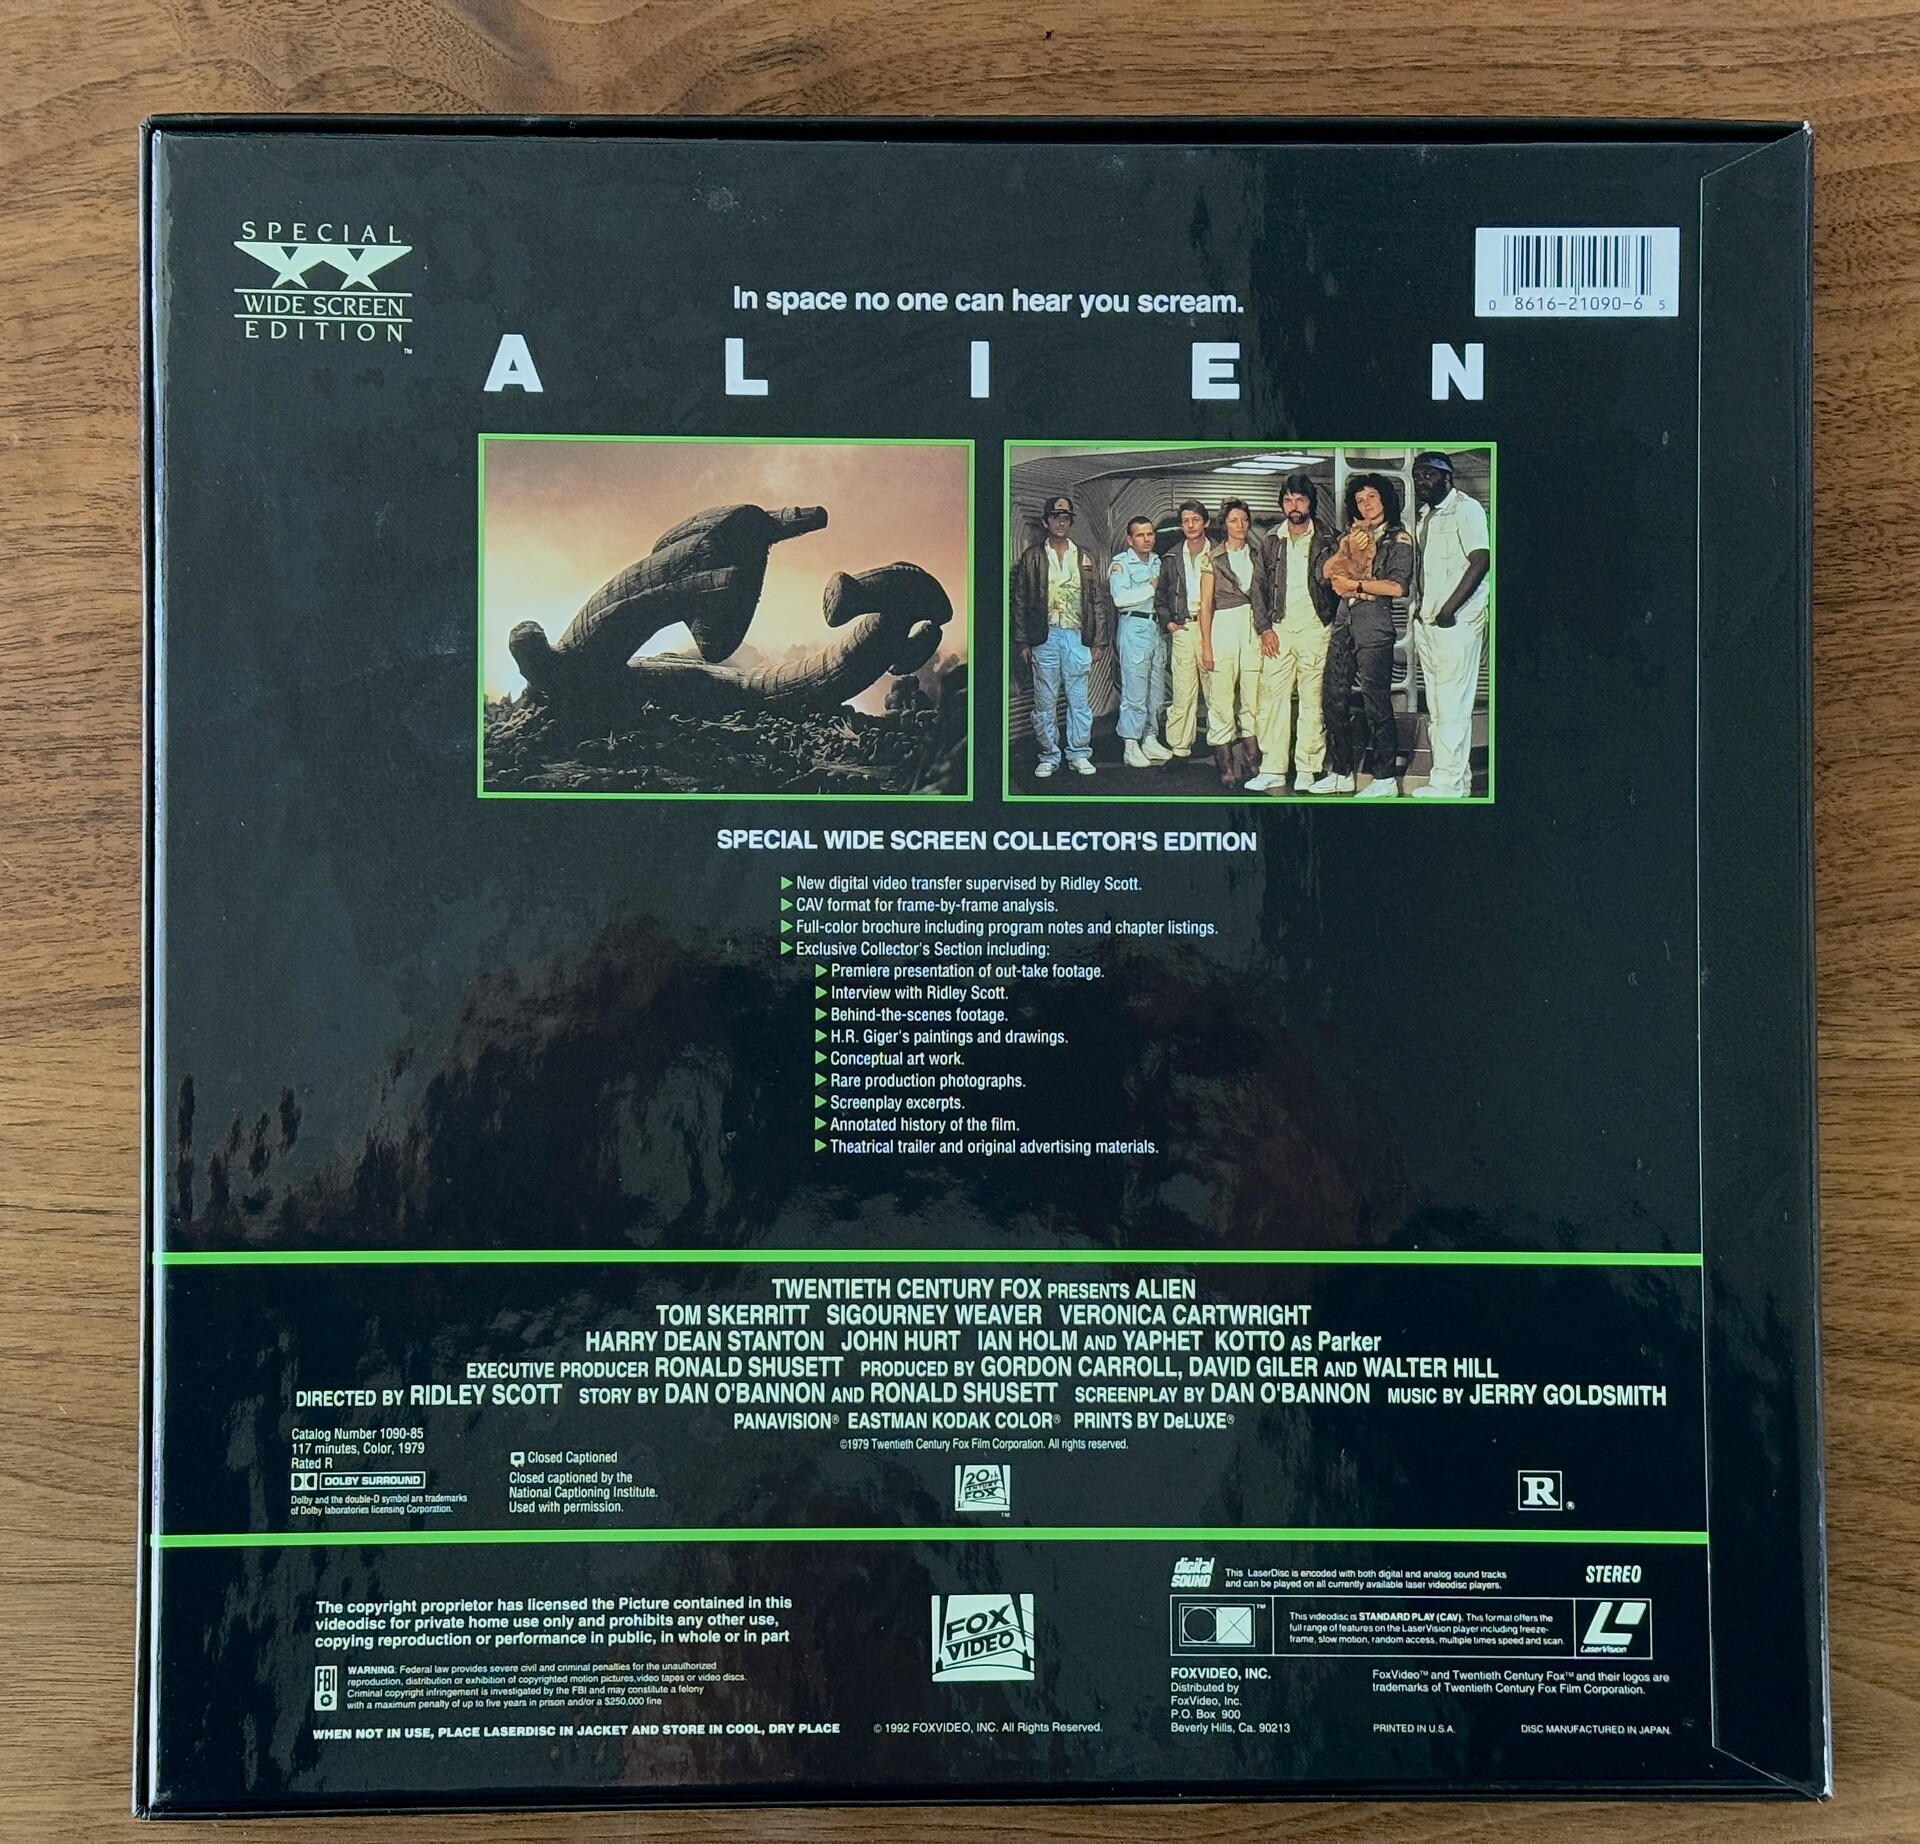 SPECIAL
WIDE SCREEN
EDITION
TM
In space no one can hear you scream.
0 8616-21090-6 5
ALIEN
SPECIAL WIDE SCREEN COLLECTOR'S EDITION
New digital video transfer supervised by Ridley Scott.
CAV format for frame-by-frame analysis.
Full-color brochure including program notes and chapter listings.
Exclusive Collector's Section including:
Premiere presentation of out-take footage.
Interview with Ridley Scott.
Behind-the-scenes footage.
H.R. Giger's paintings and drawings.
Conceptual art work.
Rare production photographs.
Screenplay excerpts.
Annotated history of the film.
Theatrical trailer and original advertising materials.
TWENTIETH CENTURY FOX PRESENTS ALIEN
TOM SKERRITT SIGOURNEY WEAVER VERONICA CARTWRIGHT
HARRY DEAN STANTON JOHN HURT IAN HOLM AND YAPHET KOTTO AS Parker
EXECUTIVE PRODUCER RONALD SHUSETT PRODUCED BY GORDON CARROLL, DAVID GILER AND WALTER HILL
DIRECTED BY RIDLEY SCOTT STORY BY DAN O'BANNON AND RONALD SHUSETT SCREENPLAY BY DAN O'BANNON MUSIC BY JERRY GOLDSMITH
PANAVISION® EASTMAN KODAK COLOR® PRINTS BY DeLUXE®
©1979 Twentieth Century Fox Film Corporation. All rights reserved.
Catalog Number 1090-85
117 minutes, Color, 1979
Rated R
DOLBY SURROUND
Dolby and the double-D symbol are trademarks
of Dolby laboratories licensing Corporation.
Closed Captioned
Closed captioned by the
National Captioning Institute.
Used with permission.
20th
CENTURY
FOX
TM
R®
The copyright proprietor has licensed the Picture contained in this
videodisc for private home use only and prohibits any other use,
copying reproduction or performance in public, in whole or in part
FBI
WARNING: Federal law provides severe civil and criminal penalties for the unauthorized
reproduction, distribution or exhibition of copyrighted motion pictures,video tapes or video discs.
Criminal copyright infringement is investigated by the FBI and may constitute a felony
with a maximum penalty of up to five years in prison and/or a $250,000 fine
WHEN NOT IN USE, PLACE LASERDISC IN JACKET AND STORE IN COOL, DRY PLACE
FOX
VIDEO
© 1992 FOXVIDEO, INC. All Rights Reserved.
digital
SOUND
This LaserDisc is encoded with both digital and analog sound tracks
and can be played on all currently available laser videodisc players.
STEREO
TM
This videodisc is STANDARD PLAY (CAV). This format offers the
full range of features on the LaserVision player including freeze-
frame, slow motion, random access, multiple times speed and scan.
LaserVision
FOXVIDEO, INC.
Distributed by
FoxVideo, Inc.
P.O. Box 900
Beverly Hills, Ca. 90213
FoxVideo™ and Twentieth Century Fox™ and their logos are
trademarks of Twentieth Century Fox Film Corporation.
PRINTED IN U.S.A.
DISC MANUFACTURED IN JAPAN.